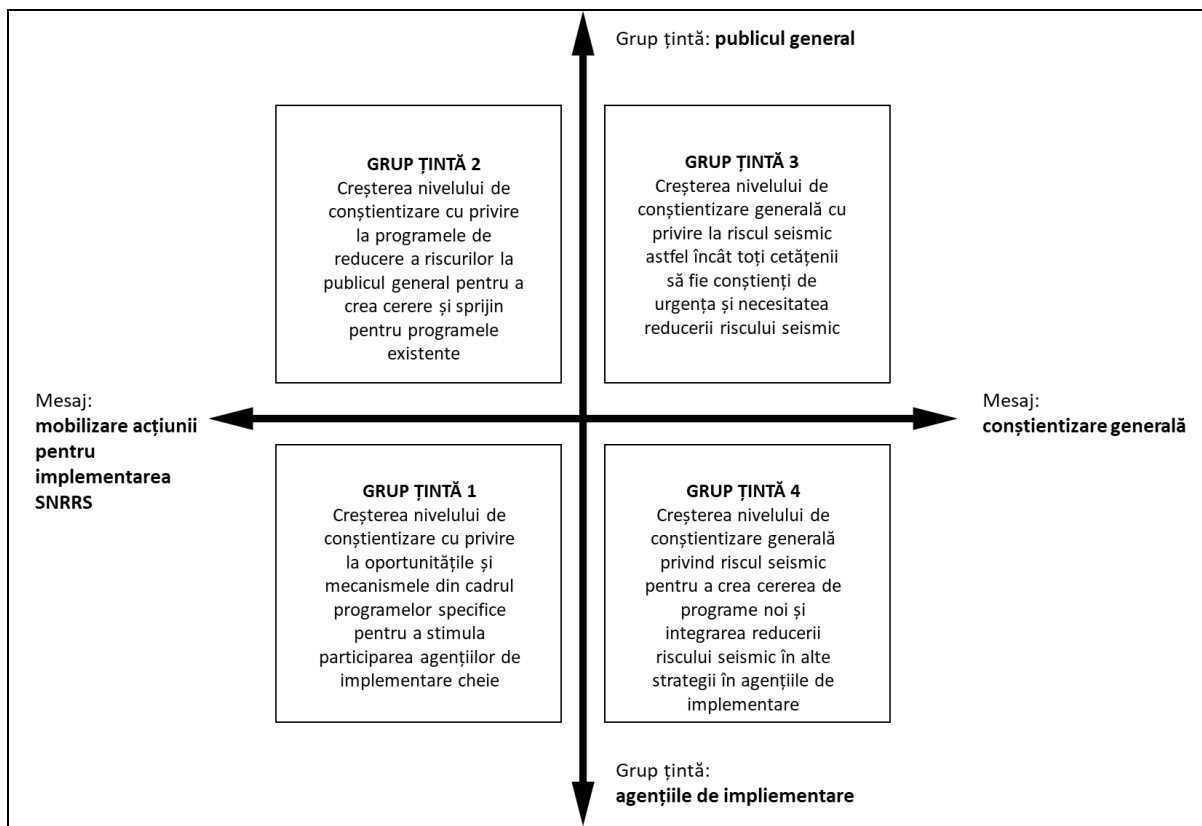 Grup țintă: publicul general
GRUP ȚINTĂ 2
Creșterea nivelului de
conștientizare cu privire
la programele de
reducere a riscurilor la
publicul general pentru a
crea cerere și sprijin
pentru programele
existente
GRUP ȚINTĂ 3
Creșterea nivelului de
conștientizare generală cu
privire la riscul seismic
astfel încât toți cetățenii
să fie conștienți de
urgența și necesitatea
reducerii riscului seismic
Mesaj:
mobilizare acțiunii
pentru
implementarea
SNRRS
Mesaj:
conștientizare generală
GRUP ȚINTĂ 1
Creșterea nivelului de
conștientizare cu privire
la oportunitățile și
mecanismele din cadrul
programelor specifice
pentru a stimula
participarea agențiilor de
implementare cheie
GRUP ȚINTĂ 4
Creșterea nivelului de
conștientizare generală
privind riscul seismic
pentru a crea cererea de
programe noi și
integrarea reducerii
riscului seismic în alte
strategii în agențiile de
implementare
Grup țintă:
agențiile de impliementare